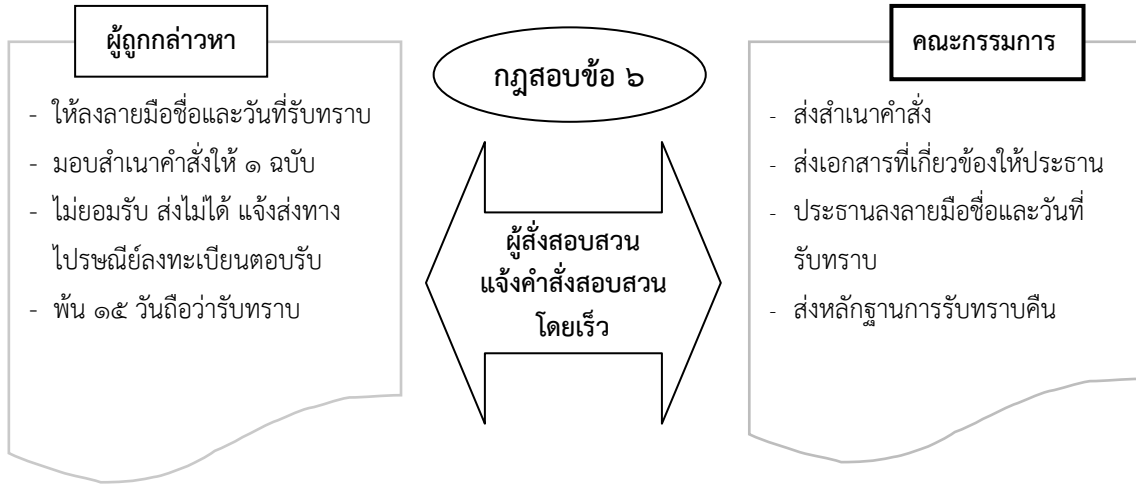 ผู้ถูกกล่าวหา
- ให้ลงลายมือชื่อและวันที่รับทราบ
- มอบสำเนาคำสั่งให้ ๑ ฉบับ
- ไม่ยอมรับ ส่งไม่ได้ แจ้งส่งทาง
ไปรษณีย์ลงทะเบียนตอบรับ
- พ้น ๑๕ วันถือว่ารับทราบ
กฎสอบข้อ ๖
ผู้สั่งสอบสวน
แจ้งคำสั่งสอบสวน
โดยเร็ว
คณะกรรมการ
- ส่งสำเนาคำสั่ง
- ส่งเอกสารที่เกี่ยวข้องให้ประธาน
- ประธานลงลายมือชื่อและวันที่
รับทราบ
- ส่งหลักฐานการรับทราบคืน